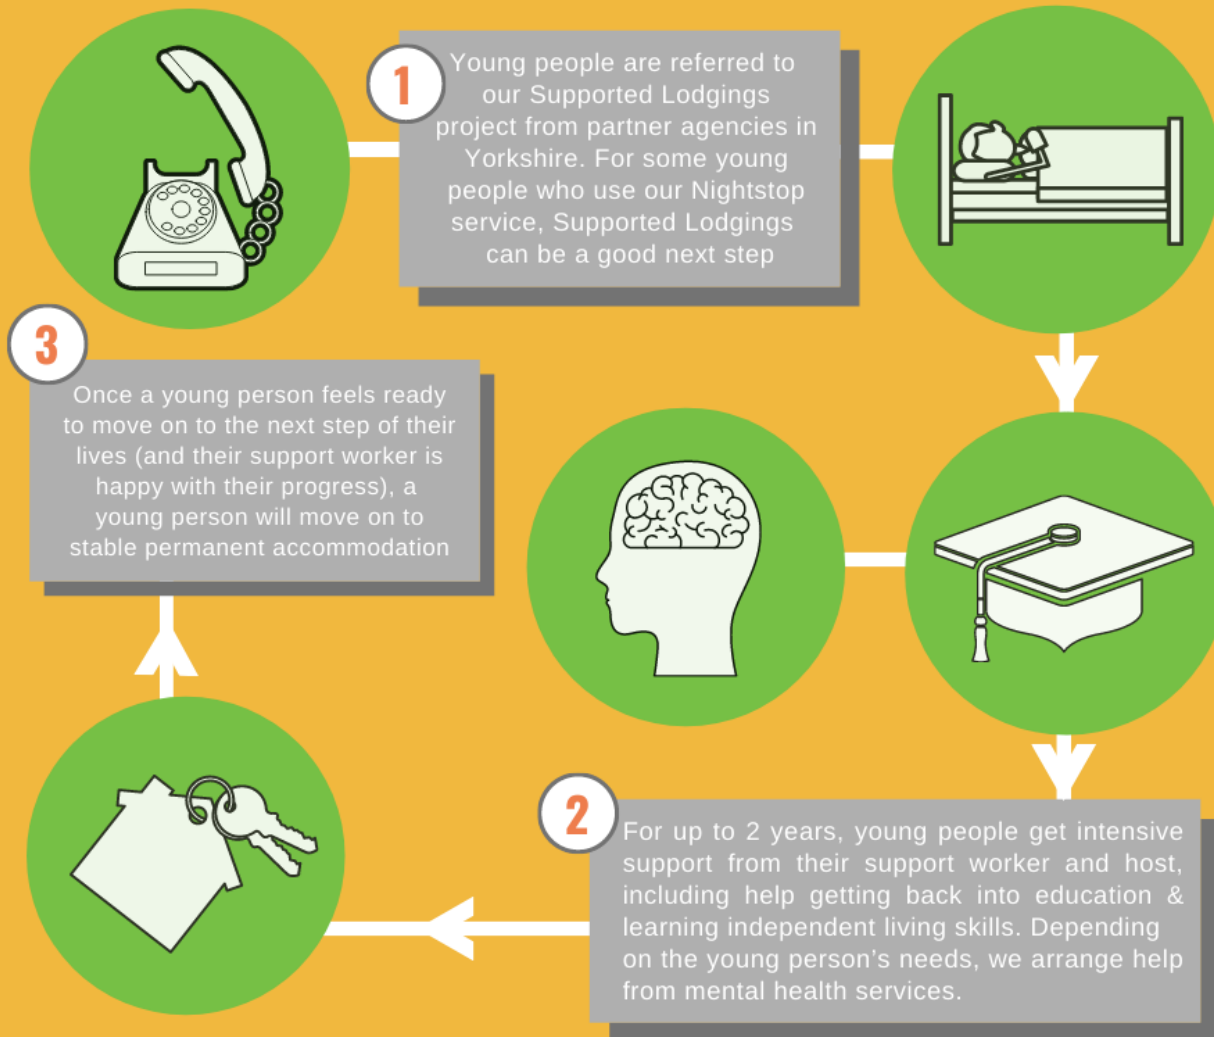 1
Young people are referred to
our Supported Lodgings
project from partner agencies in
Yorkshire. For some young
people who use our Nightstop
service, Supported Lodgings
can be a good next step
2
For up to 2 years, young people get intensive
support from their support worker and host,
including help getting back into education &
learning independent living skills. Depending
on the young person’s needs, we arrange help
from mental health services.
3
Once a young person feels ready
to move on to the next step of their
lives (and their support worker is
happy with their progress), a
young person will move on to
stable permanent accommodation